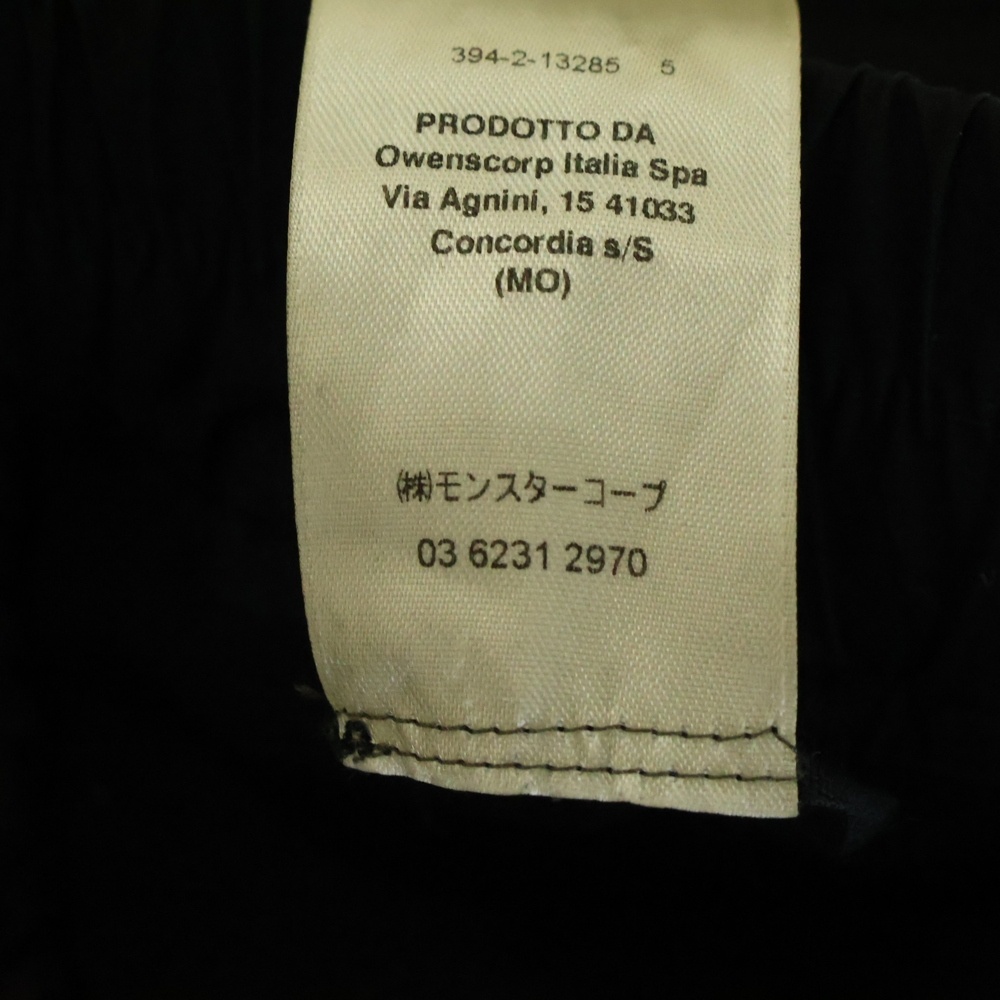 394-2-13285 5
PRODOTTO DA
Owenscorp Italia Spa
Via Agnini, 15 41033
Concordia s/S
(MO)
㈱モンスターコープ
03 6231 2970